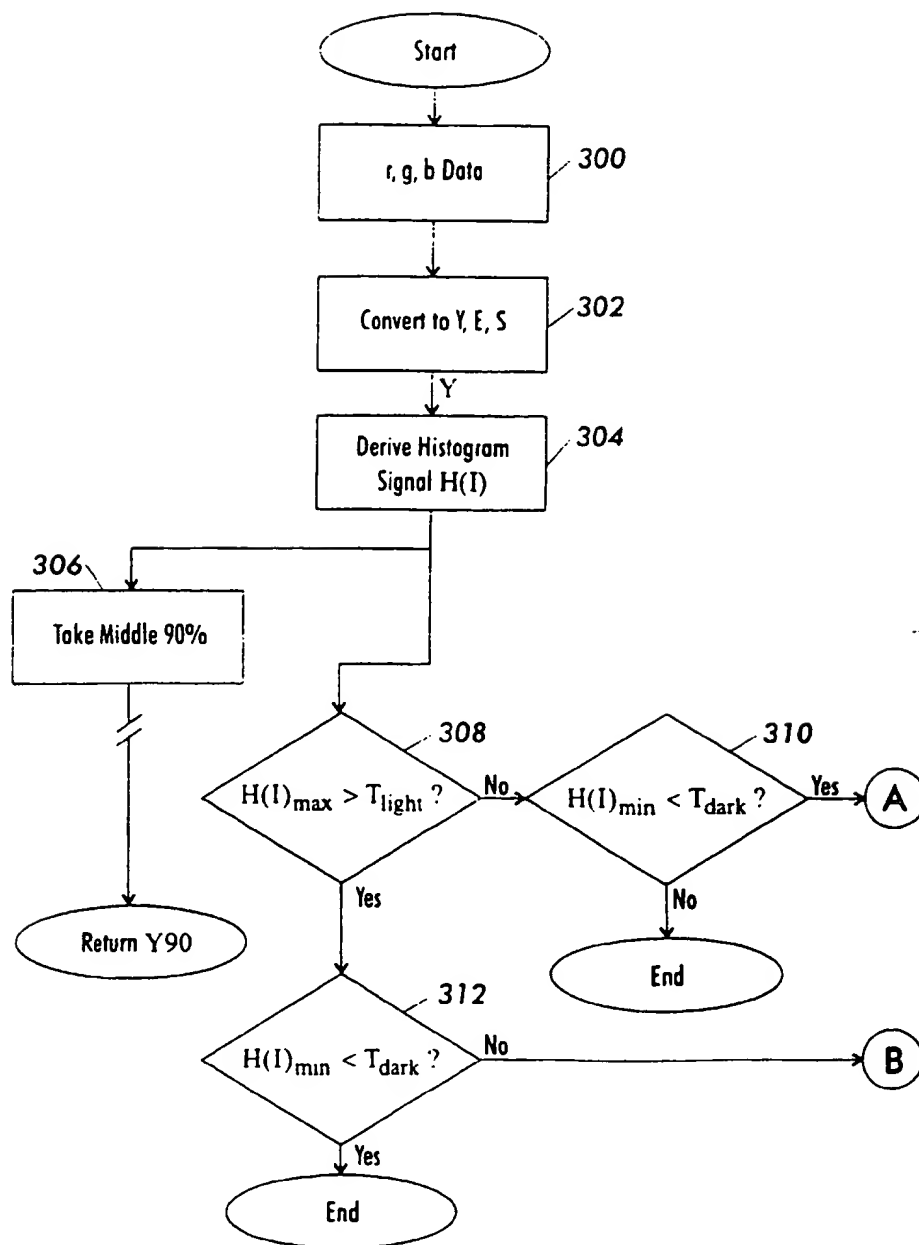 Start
r, g, b Data
300
Convert to Y, E, S
302
Y
Derive Histogram
Signal H(I)
304
306
Take Middle 90%
308
H(I)max > Tlight ?
No
310
H(I)min < Tdark ?
Yes
A
Yes
No
Return Y90
End
312
H(I)min < Tdark ?
No
B
Yes
End